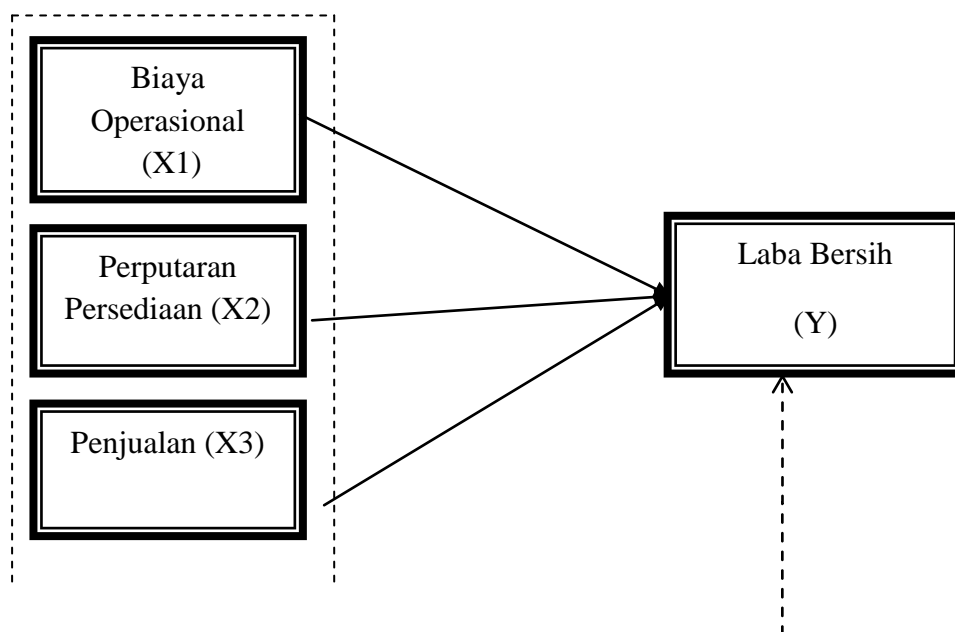 Biaya
Operasional
(X1)
Perputaran
Persediaan (X2)
Penjualan (X3)
Laba Bersih
(Y)